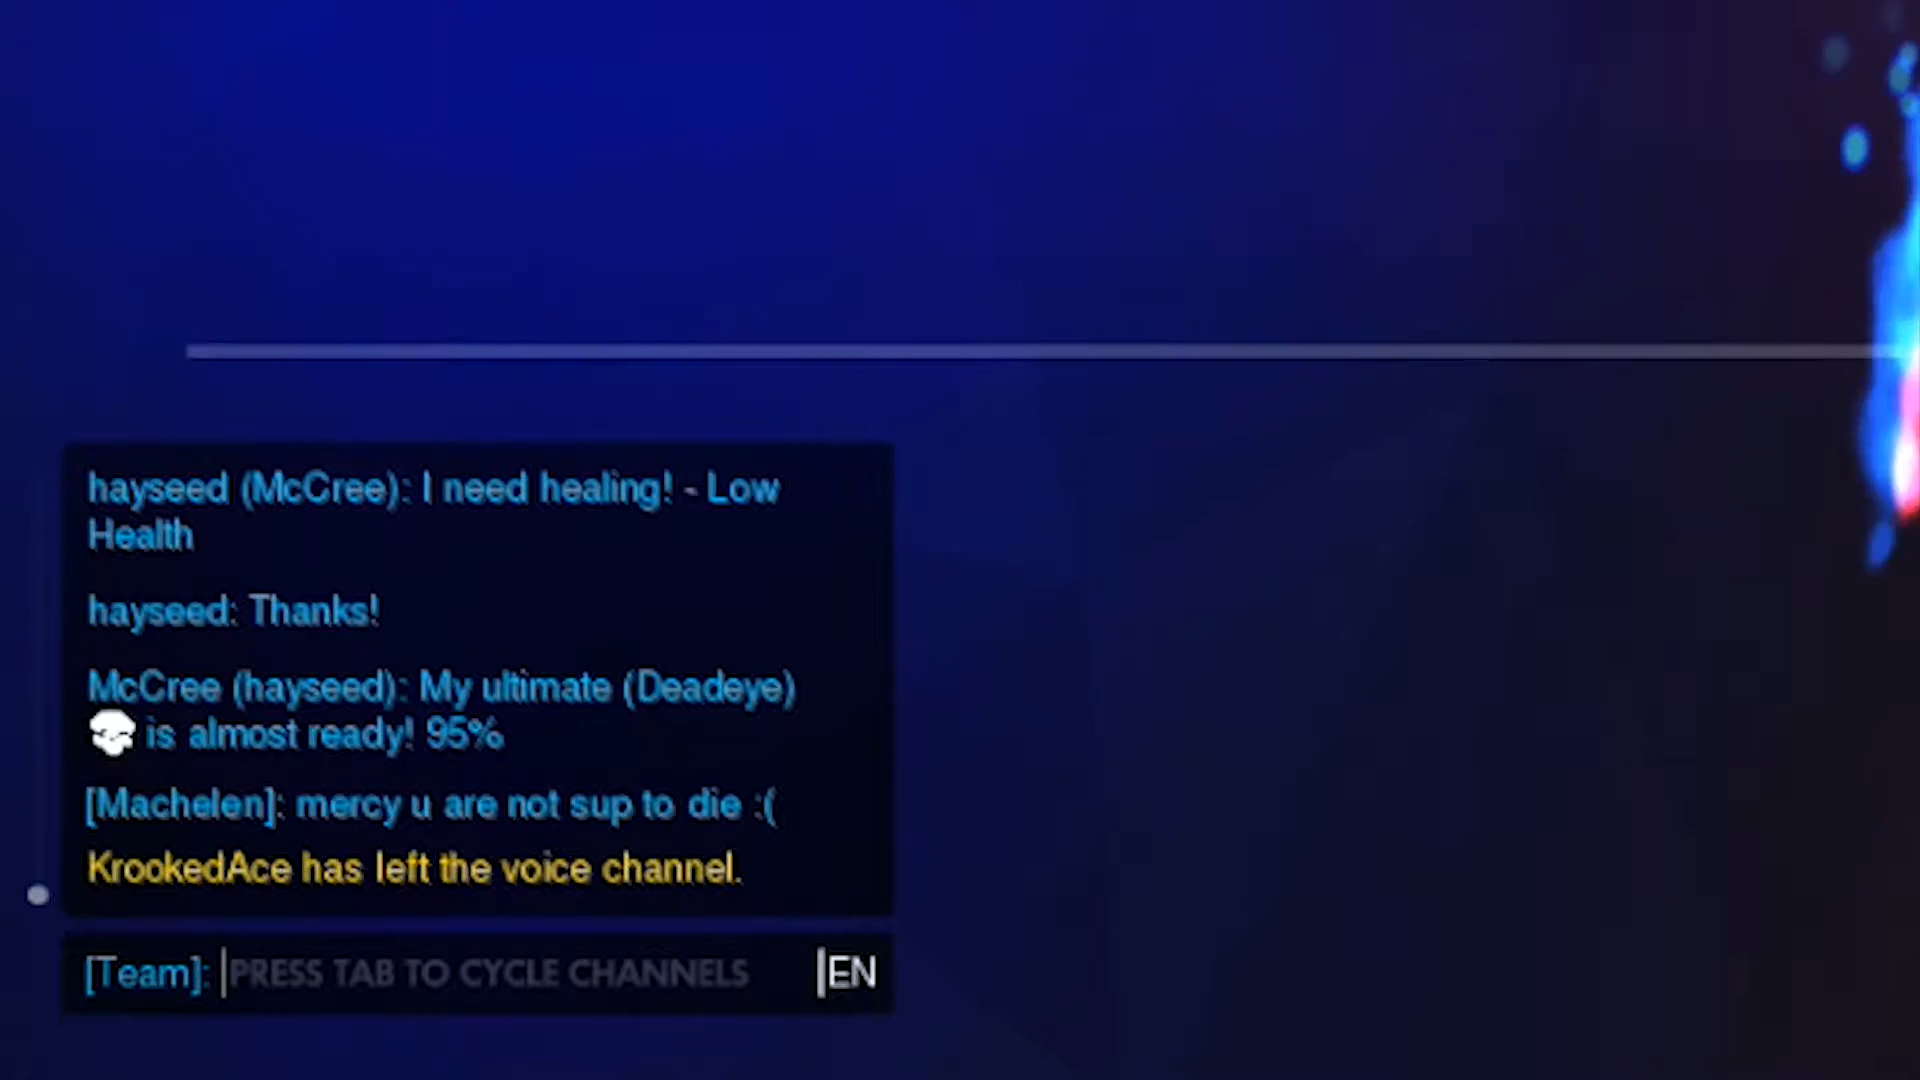 hayseed (McCree): I need healing! - Low
Health
hayseed: Thanks!
McCree (hayseed): My ultimate (Deadeye)
is almost ready! 95%
[Machelen]: mercy u are not sup to die :(
KrookedAce has left the voice channel.
[Team]: PRESS TAB TO CYCLE CHANNELS EN